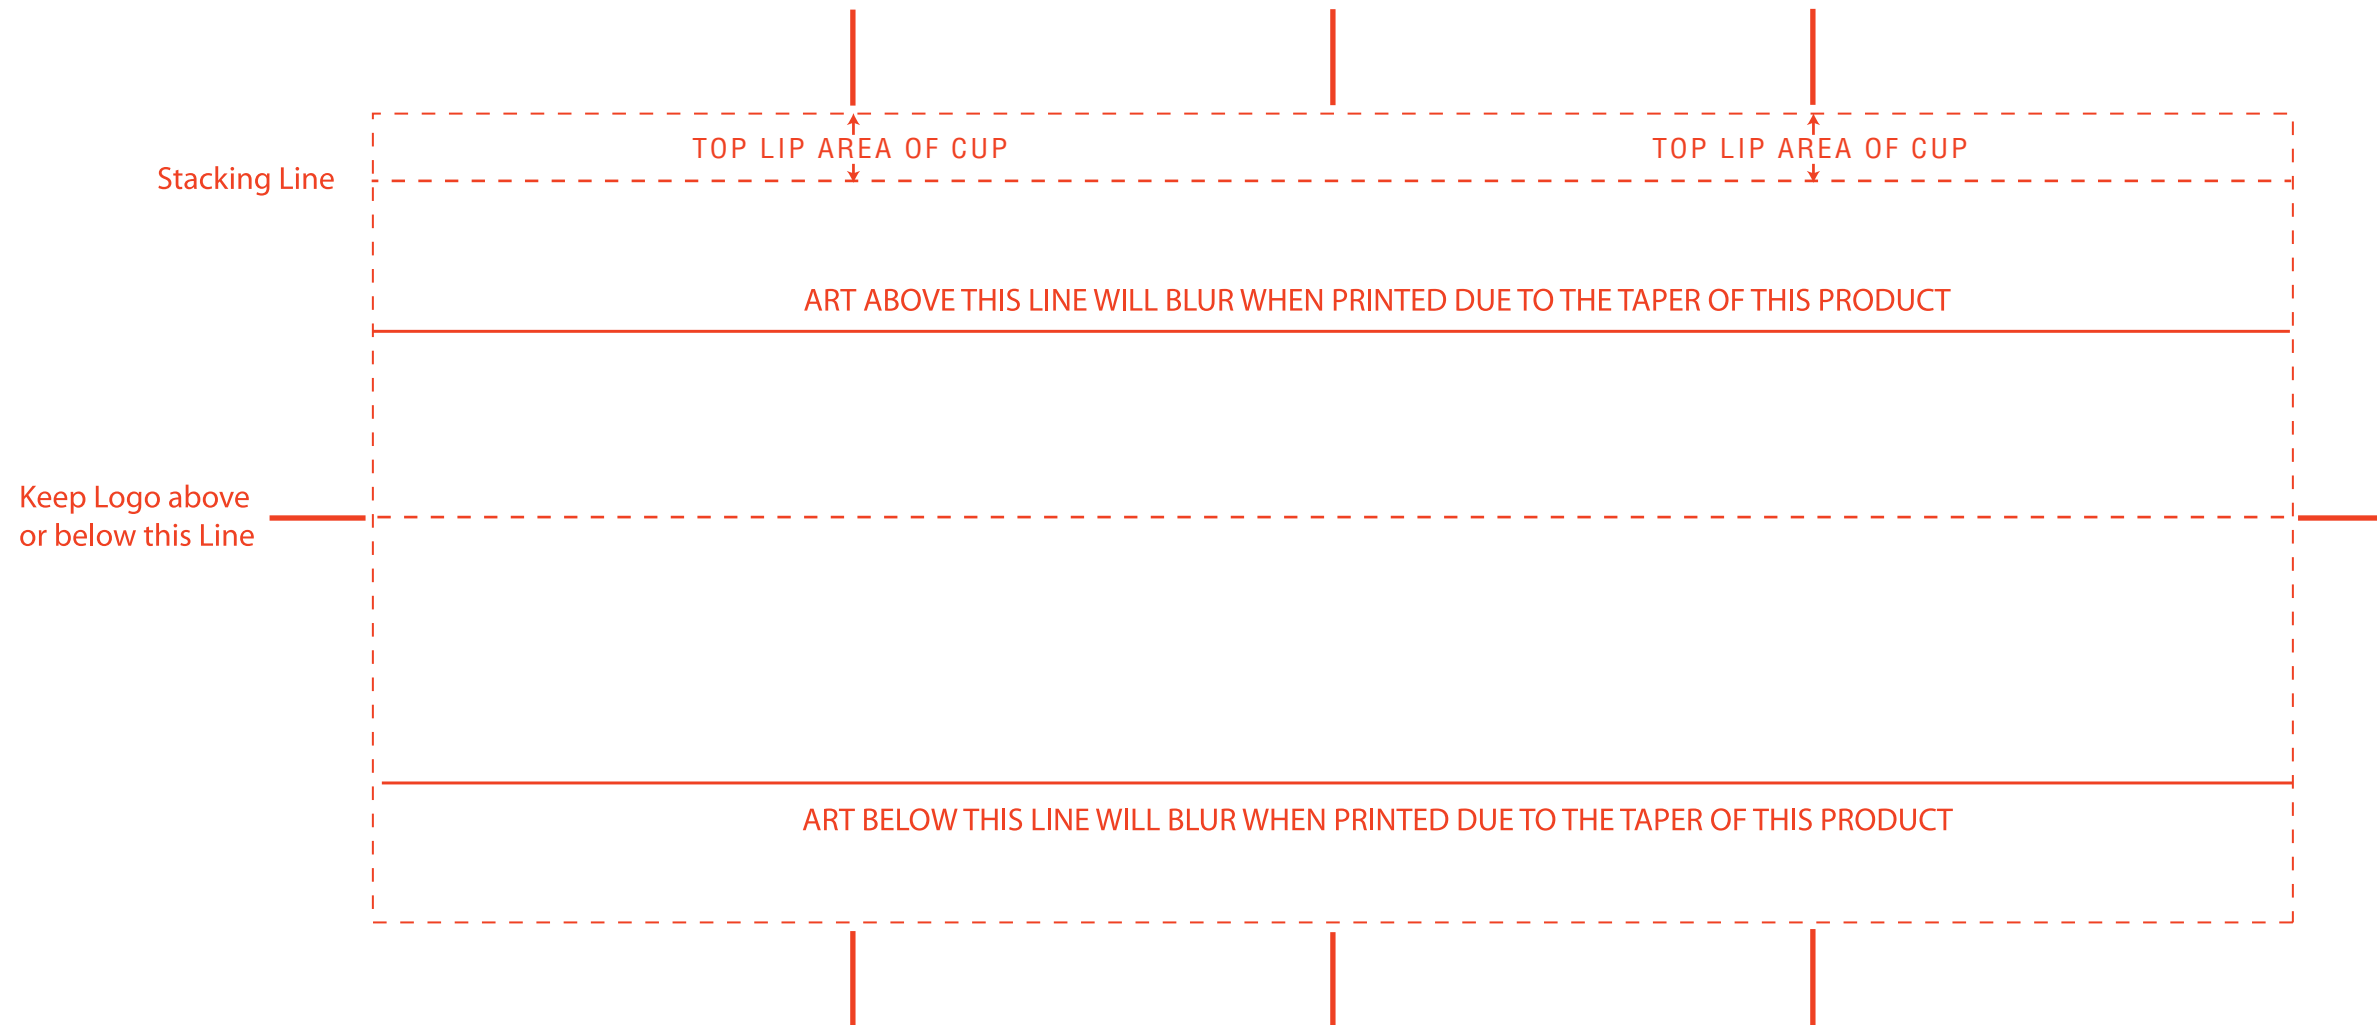 TOP LIP AREA OF CUP
TOP LIP AREA OF CUP
Stacking Line
ART ABOVE THIS LINE WILL BLUR WHEN PRINTED DUE TO THE TAPER OF THIS PRODUCT
Keep Logo above
or below this Line
ART BELOW THIS LINE WILL BLUR WHEN PRINTED DUE TO THE TAPER OF THIS PRODUCT